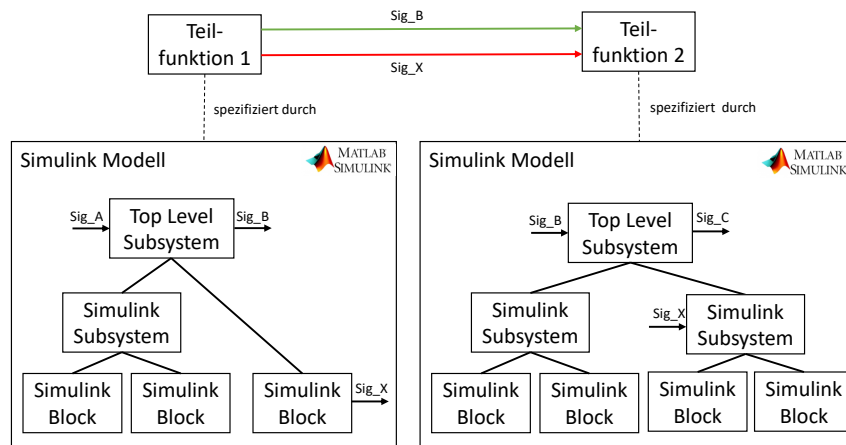 Sig_B
Teil-
funktion 1
Teil-
funktion 2
Sig_X
spezifiziert durch
spezifiziert durch
Simulink Modell
MATLAB
SIMULINK
Sig_A
Top Level
Subsystem
Sig_B
Simulink
Subsystem
Simulink
Block
Simulink
Block
Simulink
Block
Sig_X
Simulink Modell
MATLAB
SIMULINK
Sig_B
Top Level
Subsystem
Sig_C
Simulink
Subsystem
Sig_X
Simulink
Subsystem
Simulink
Block
Simulink
Block
Simulink
Block
Simulink
Block